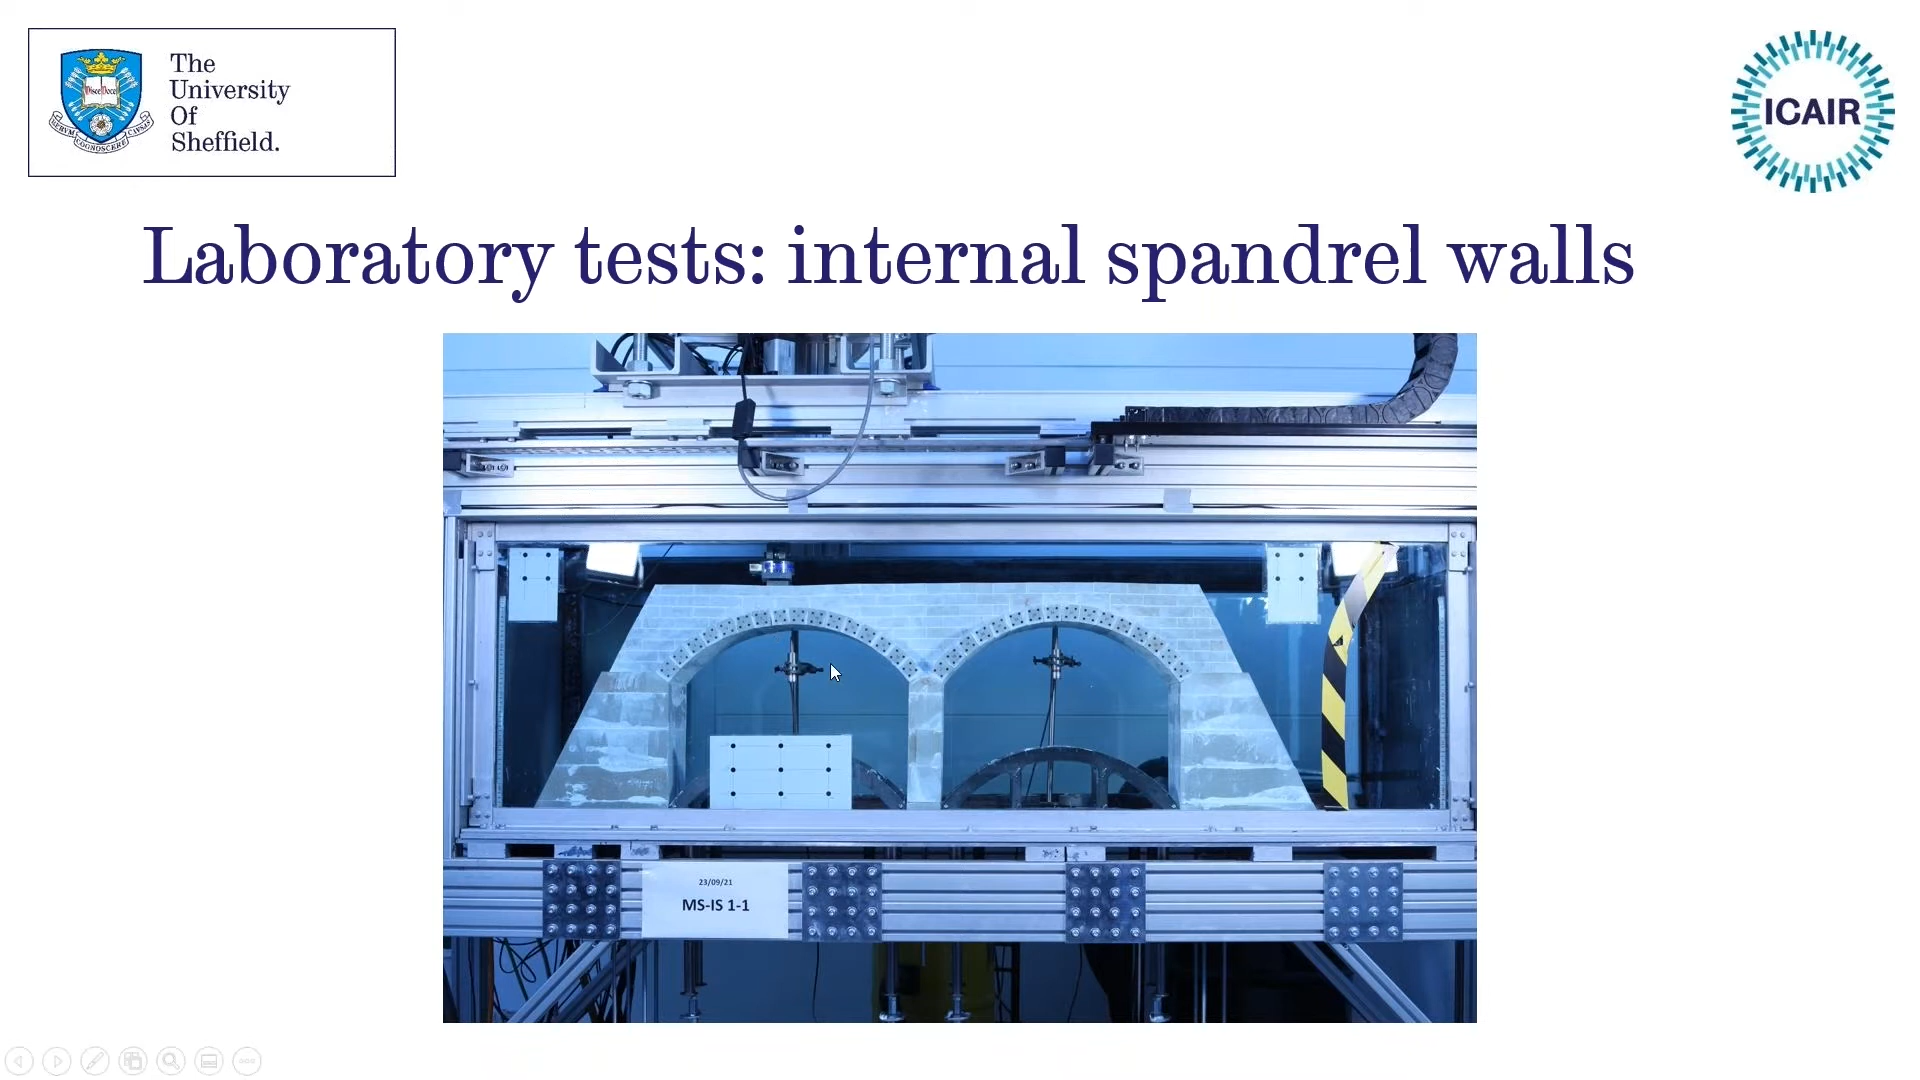 The
University
Of
Sheffield.
ICAIR
Laboratory tests: internal spandrel walls
23/09/21
MS-IS 1-1